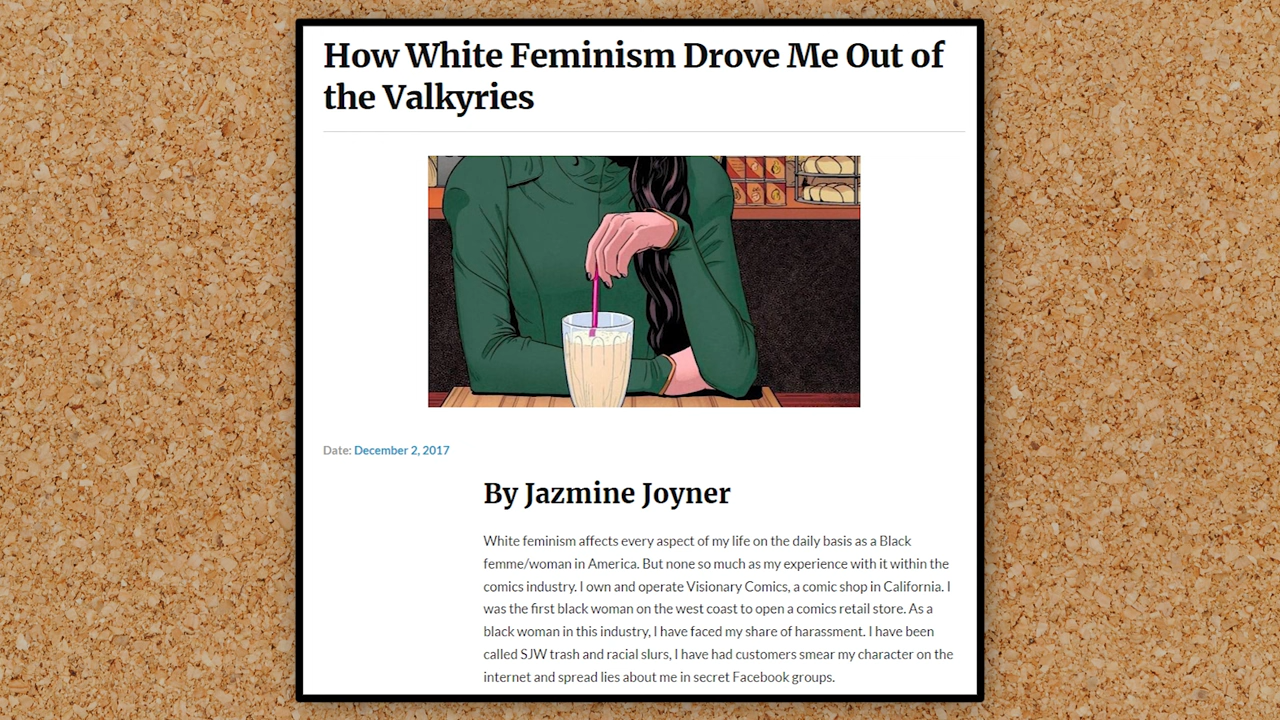 How White Feminism Drove Me Out of
the Valkyries
Date: December 2, 2017
By Jazmine Joyner
White feminism affects every aspect of my life on the daily basis as a Black
femme/woman in America. But none so much as my experience with it within the
comics industry. I own and operate Visionary Comics, a comic shop in California. I
was the first black woman on the west coast to open a comics retail store. As a
black woman in this industry, I have faced my share of harassment. I have been
called SJW trash and racial slurs, I have had customers smear my character on the
internet and spread lies about me in secret Facebook groups.